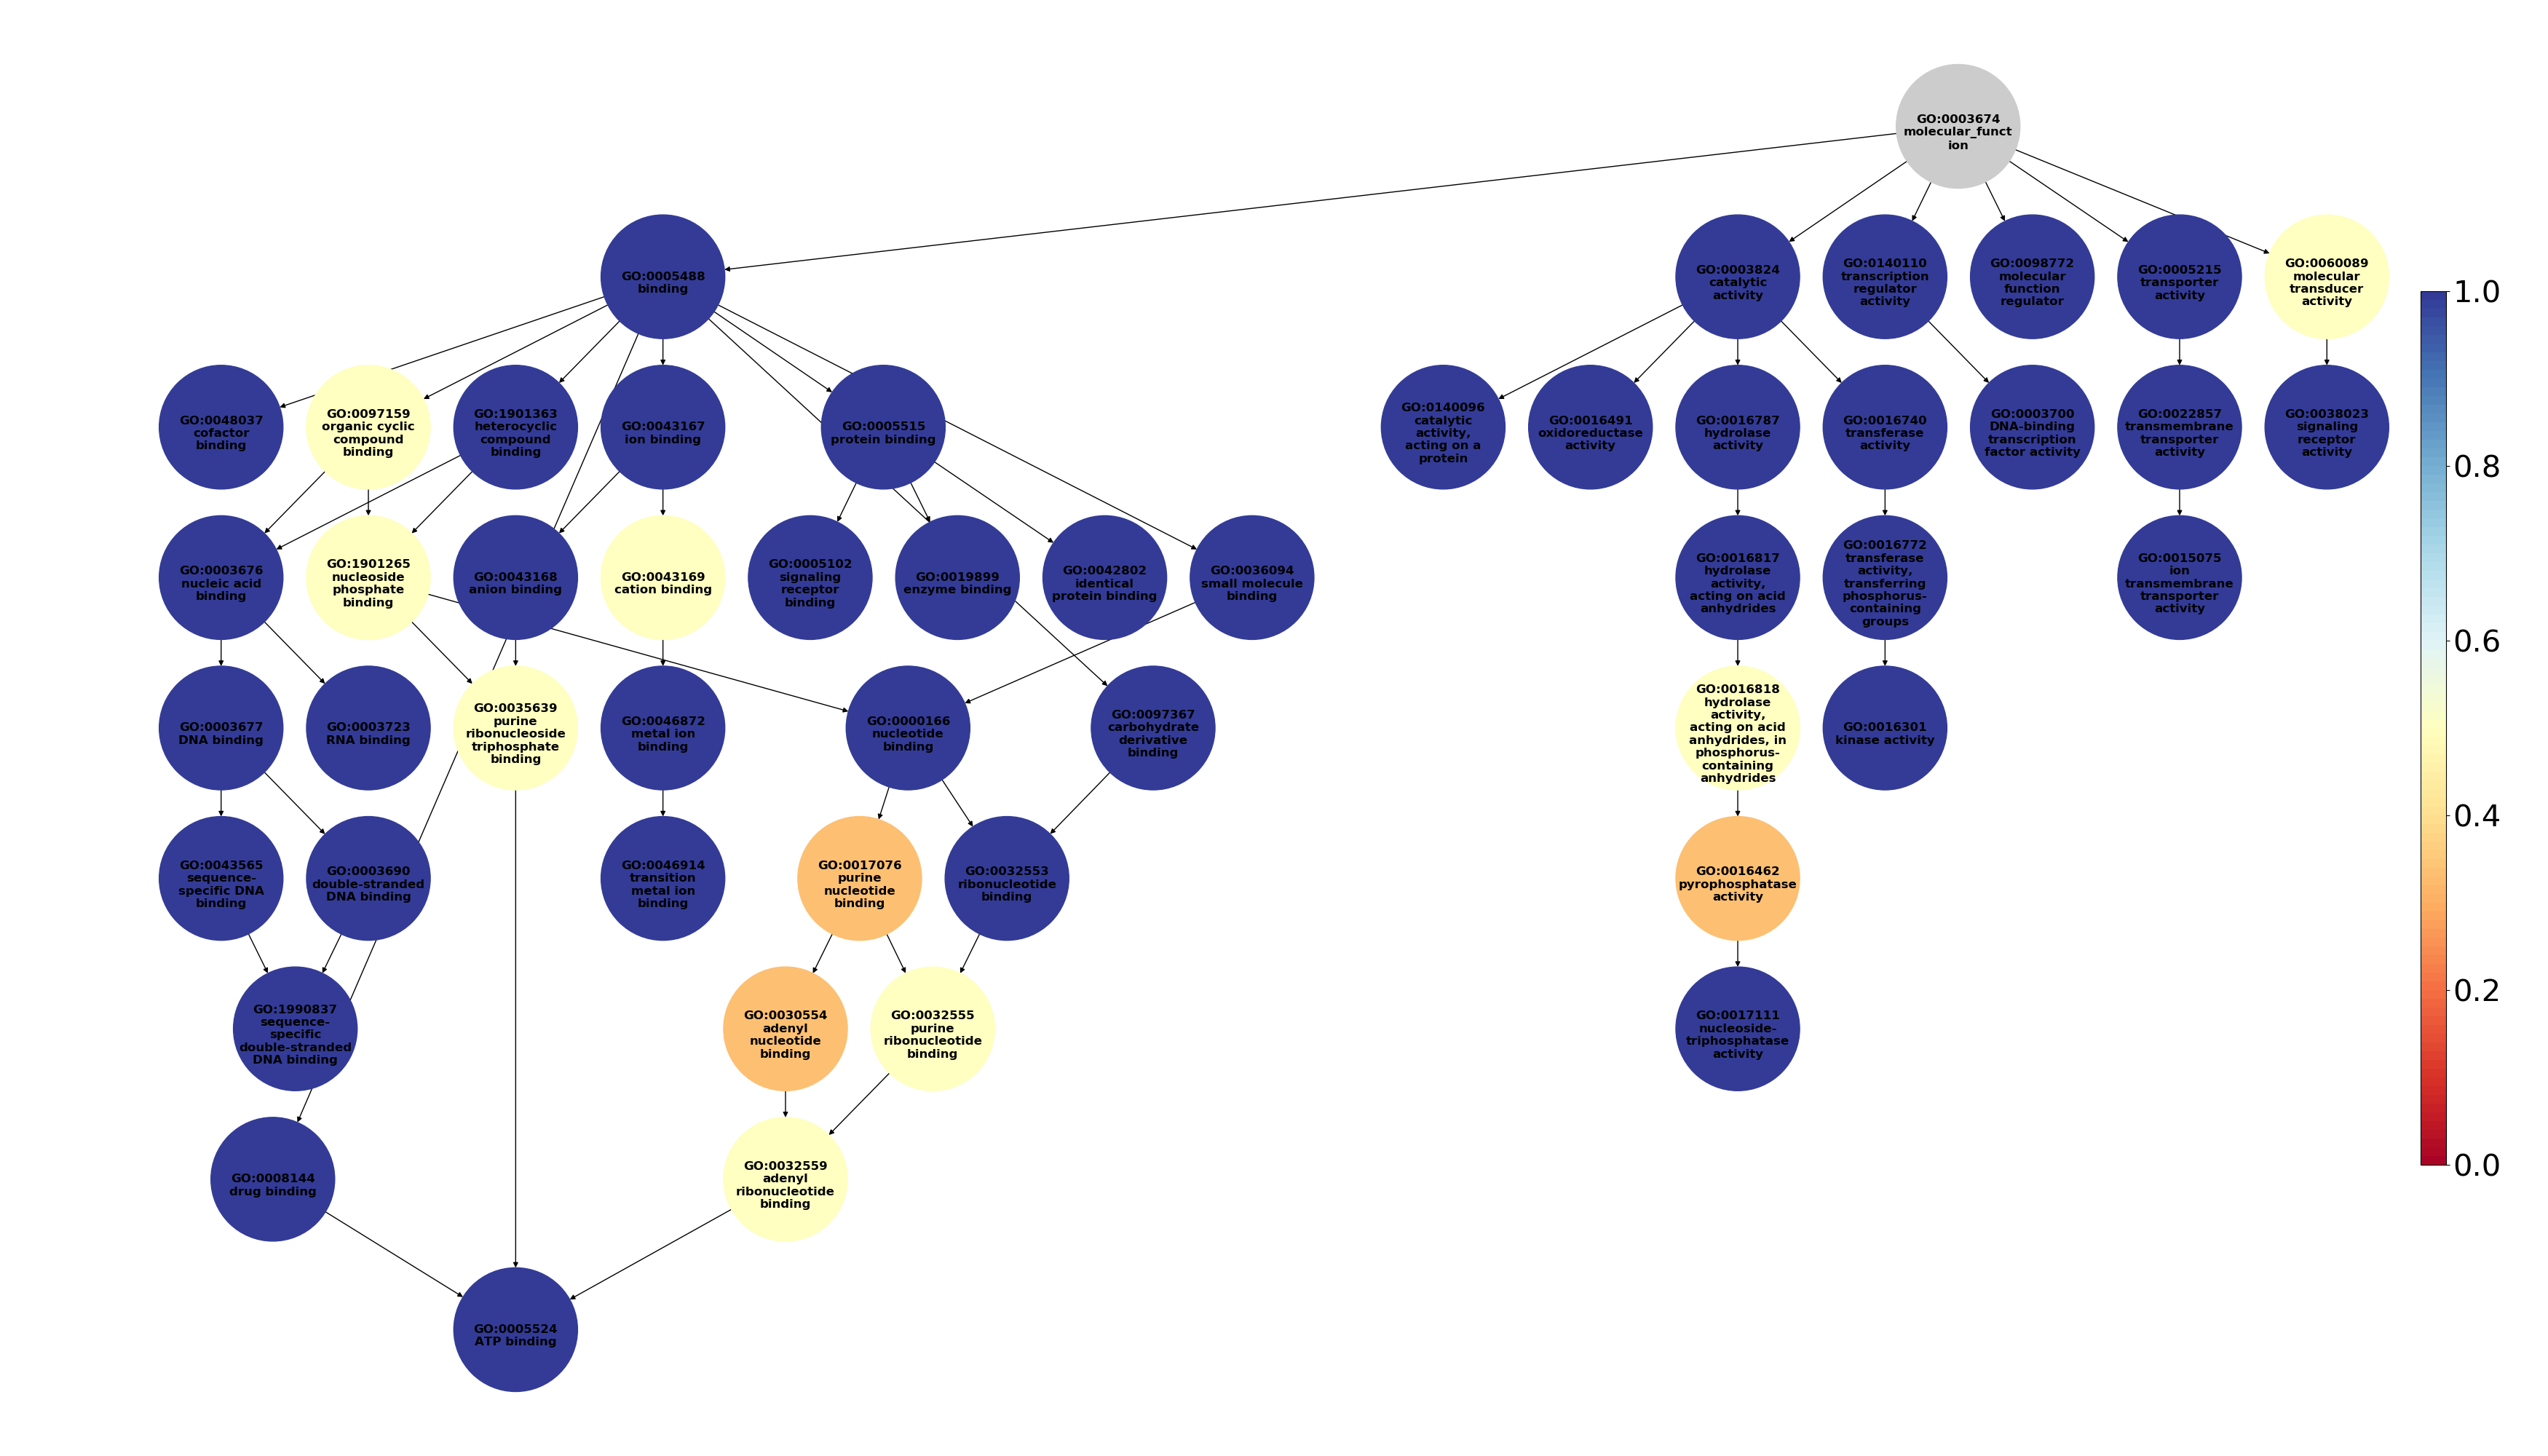 GO:0003674
molecular_funct
ion
GO:0005488
binding
GO:0003824
catalytic
activity
GO:0140110
transcription
regulator
activity
GO:0098772
molecular
function
regulator
GO:0005215
transporter
activity
GO:0060089
molecular
transducer
activity
GO:0048037
cofactor
binding
GO:0097159
organic cyclic
compound
binding
GO:1901363
heterocyclic
compound
binding
GO:0043167
ion binding
GO:0005515
protein binding
GO:0140096
catalytic
activity,
acting on a
protein
GO:0016491
oxidoreductase
activity
GO:0016787
hydrolase
activity
GO:0016740
transferase
activity
GO:0003700
DNA-binding
transcription
factor activity
GO:0022857
transmembrane
transporter
activity
GO:0038023
signaling
receptor
activity
GO:0003676
nucleic acid
binding
GO:1901265
nucleoside
phosphate
binding
GO:0043168
anion binding
GO:0043169
cation binding
GO:0005102
signaling
receptor
binding
GO:0019899
enzyme binding
GO:0042802
identical
protein binding
GO:0036094
small molecule
binding
GO:0016817
hydrolase
activity,
acting on acid
anhydrides
GO:0016772
transferase
activity,
transferring
phosphorus-
containing
groups
GO:0015075
ion
transmembrane
transporter
activity
GO:0003677
DNA binding
GO:0003723
RNA binding
GO:0035639
purine
ribonucleoside
triphosphate
binding
GO:0046872
metal ion
binding
GO:0000166
nucleotide
binding
GO:0097367
carbohydrate
derivative
binding
GO:0016818
hydrolase
activity,
acting on acid
anhydrides, in
phosphorus-
containing
anhydrides
GO:0016301
kinase activity
GO:0043565
sequence-
specific DNA
binding
GO:0003690
double-stranded
DNA binding
GO:0046914
transition
metal ion
binding
GO:0017076
purine
nucleotide
binding
GO:0032553
ribonucleotide
binding
GO:0016462
pyrophosphatase
activity
GO:1990837
sequence-
specific
double-stranded
DNA binding
GO:0030554
adenyl
nucleotide
binding
GO:0032555
purine
ribonucleotide
binding
GO:0017111
nucleoside-
triphosphatase
activity
GO:0008144
drug binding
GO:0032559
adenyl
ribonucleotide
binding
GO:0005524
ATP binding
1.0
0.8
0.6
0.4
0.2
0.0